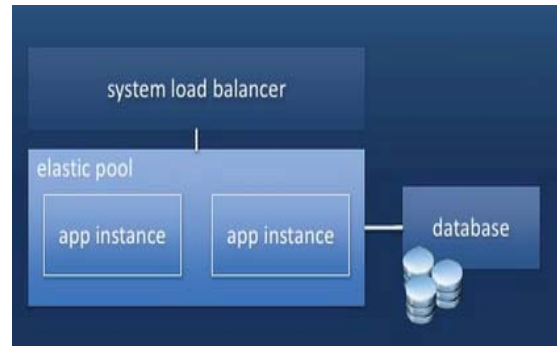 system load balancer
elastic pool
app instance
app instance
database